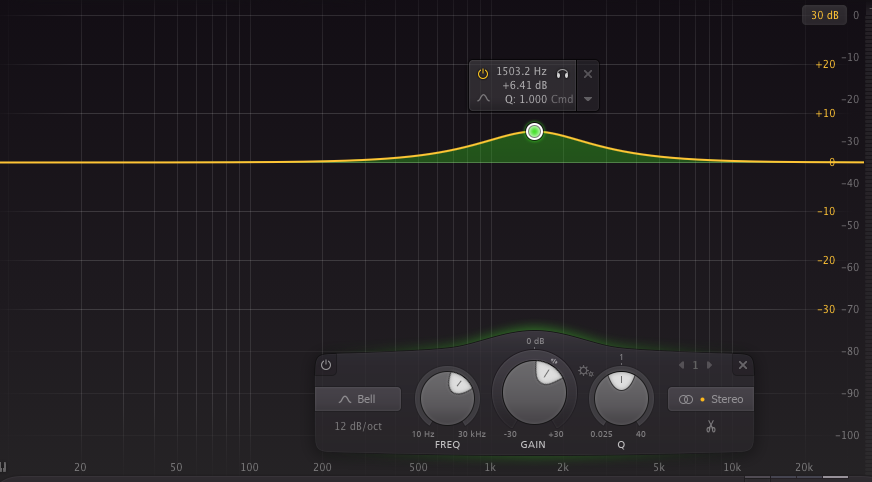 30 dB 0
+20 -10
-20
+10
-30
0
-40
-10
-50
-20
-60
-30 -70
-80
-90
-100
1503.2 Hz
+6.41 dB
Q: 1.000 Cmd
0 dB
%
1
1
Bell
Stereo
12 dB/oct
10 Hz 30 kHz
-30 +30
0.025 40
FREQ GAIN Q
20 50 100 200 500 1k 2k 5k 10k 20k